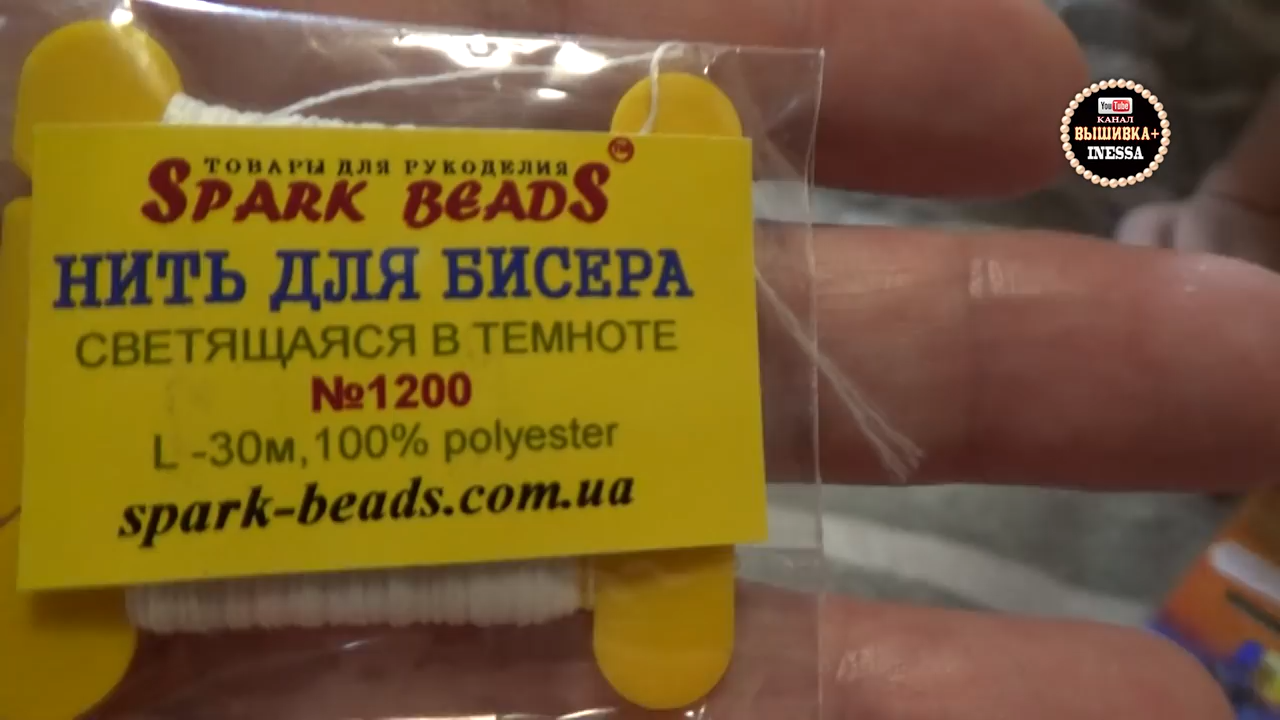 ТОВАРЫ ДЛЯ РУКОДЕЛИЯ
SPARK BEADS TM
НИТЬ ДЛЯ БИСЕРА
СВЕТЯЩАЯСЯ В ТЕМНОТЕ
№1200
L -30м,100% polyester
spark-beads.com.ua
YouTube
КАНАЛ
ВЫШИВКА+
INESSA